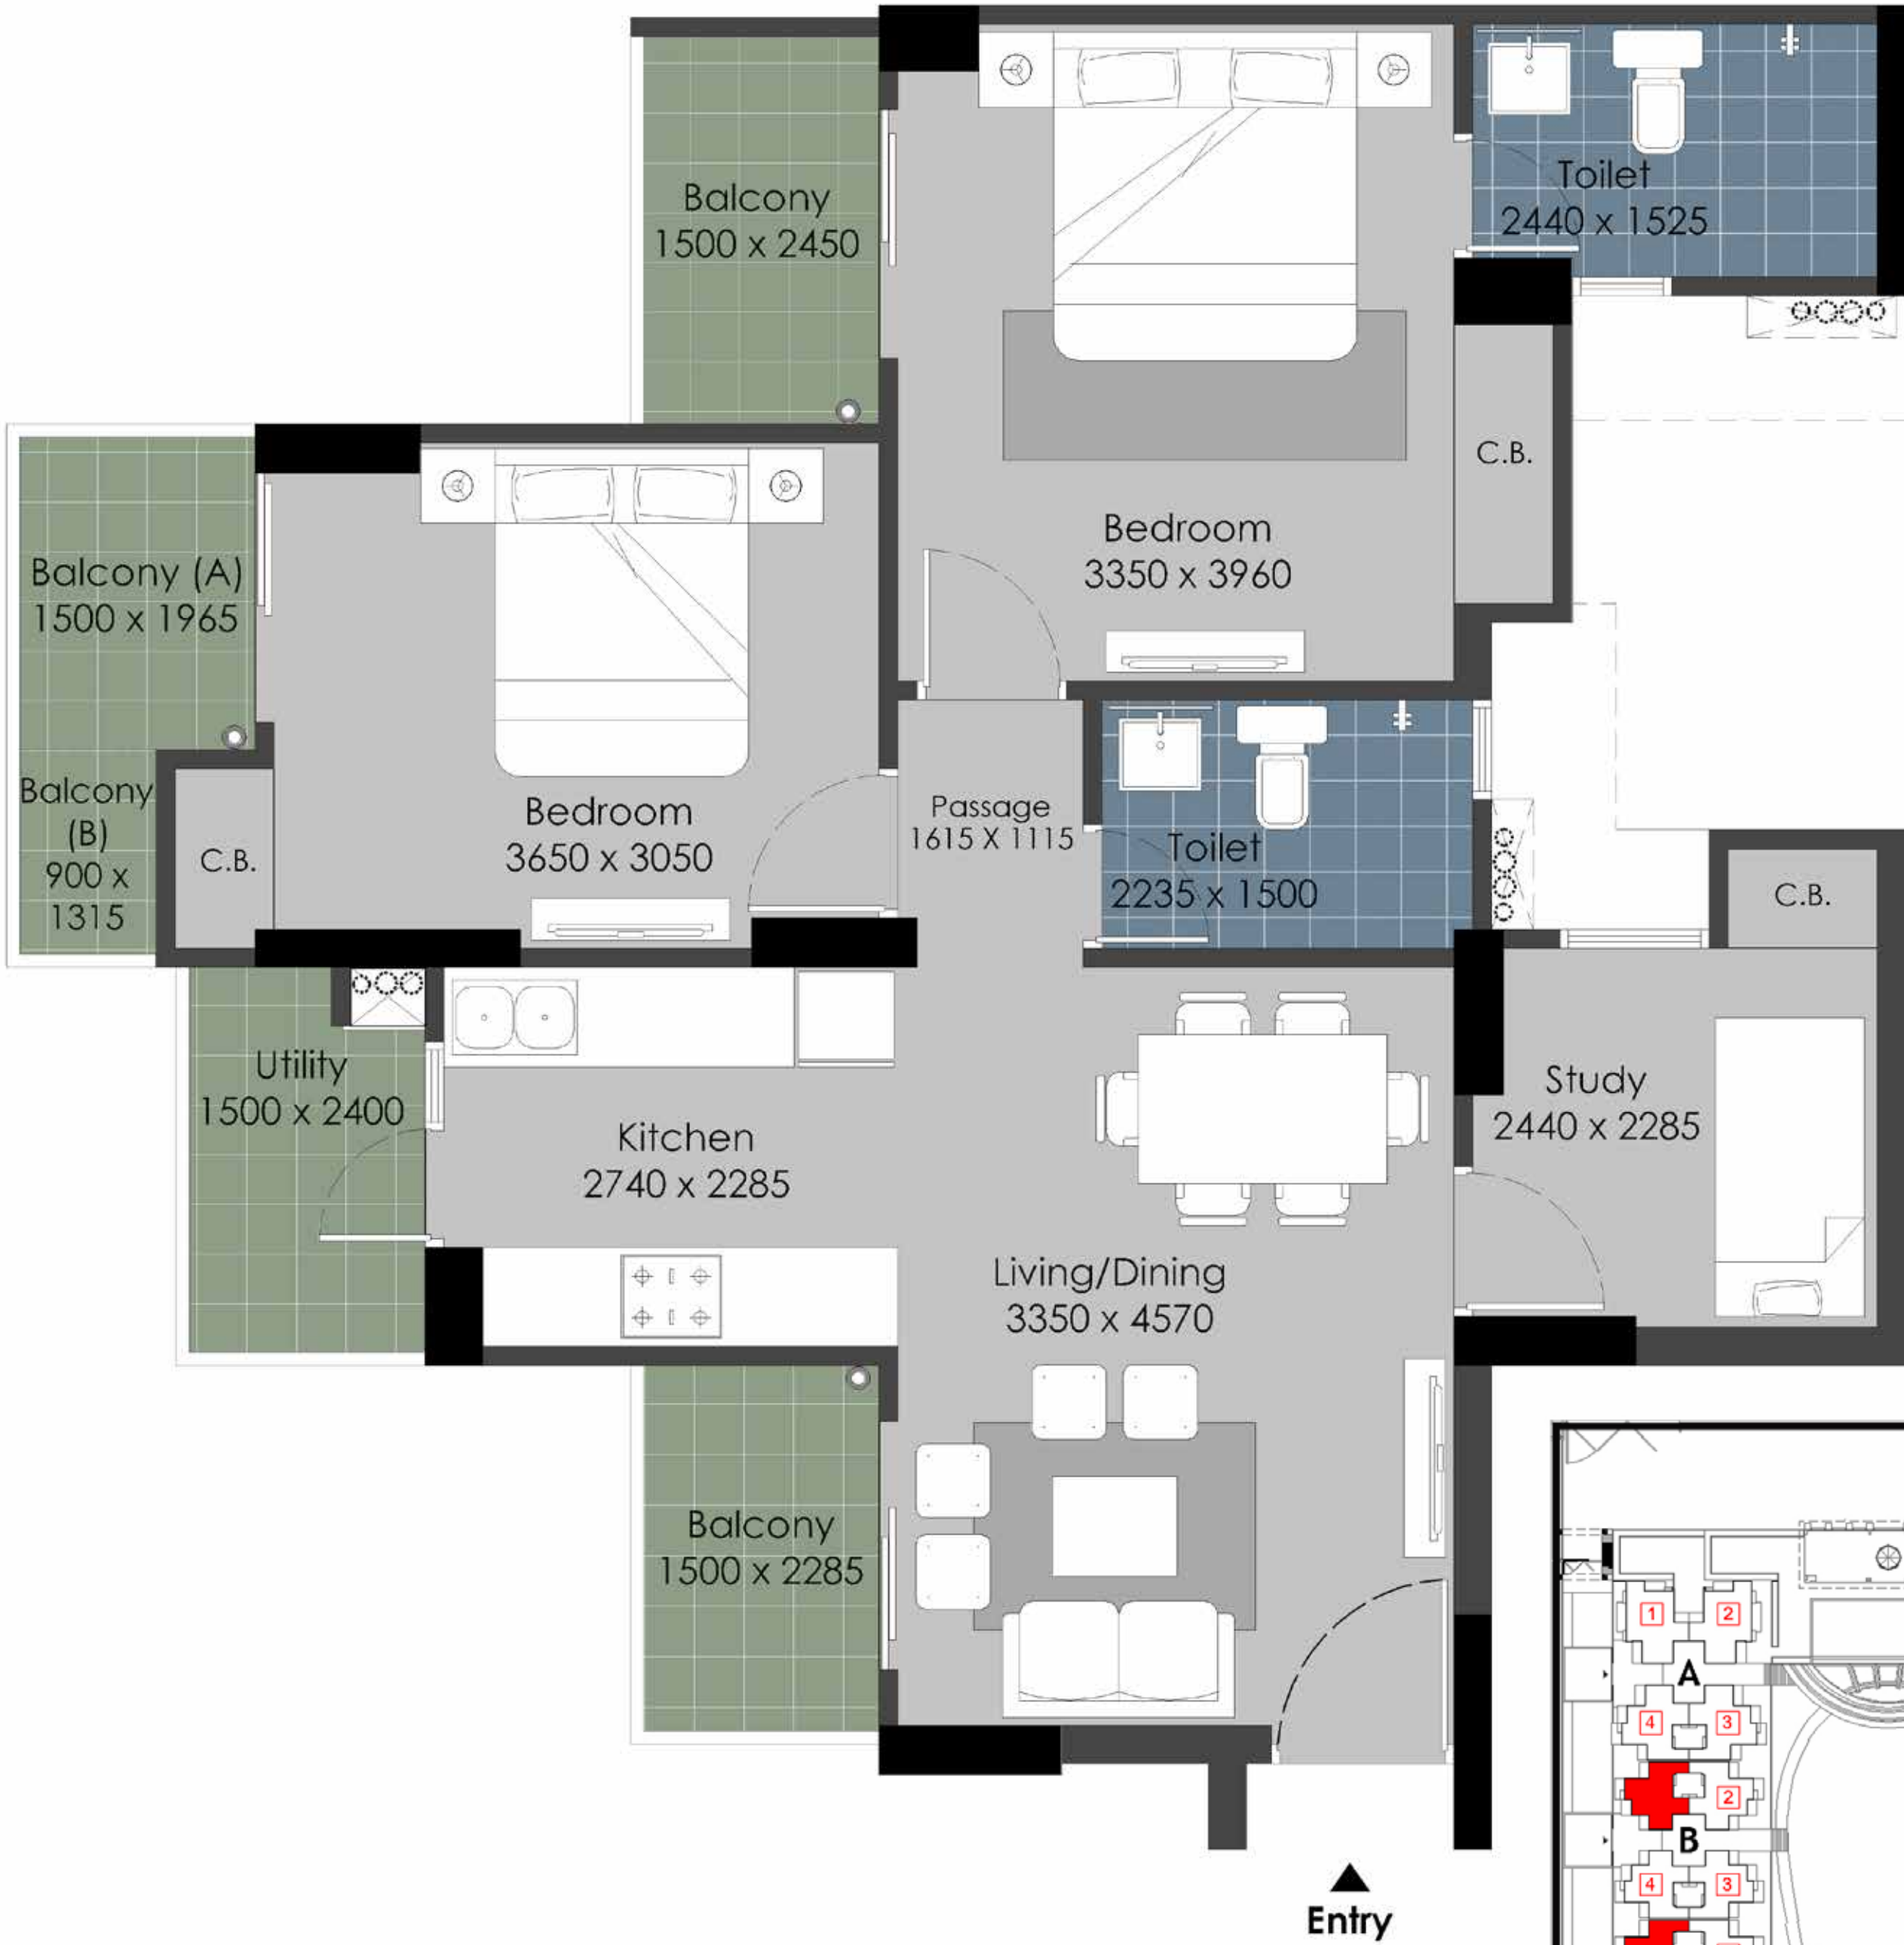 Balcony
1500 x 2450
Toilet
2440 x 1525
C.B.
Bedroom
3350 x 3960
Balcony (A)
1500 x 1965
Balcony
(B)
900 x
1315
C.B.
Bedroom
3650 x 3050
Passage
1615 X 1115
Toilet
2235 x 1500
C.B.
Utility
1500 x 2400
Kitchen
2740 x 2285
Study
2440 x 2285
Living/Dining
3350 x 4570
Balcony
1500 x 2285
Entry
1
2
A
4
3
2
B
4
3